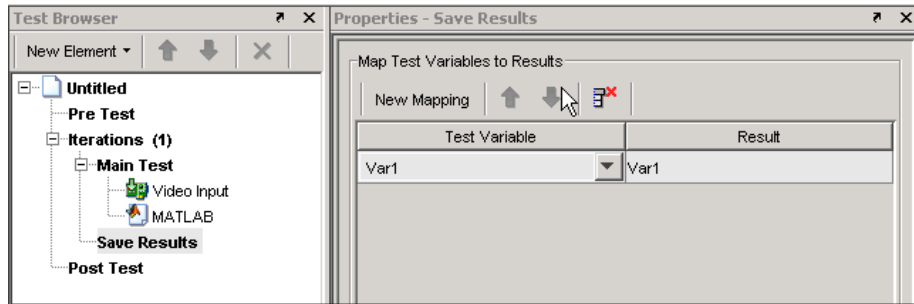 Test Browser
New Element
Untitled
Pre Test
Iterations (1)
Main Test
Video Input
MATLAB
Save Results
Post Test
Properties - Save Results
Map Test Variables to Results
New Mapping
Test Variable Result
Var1 Var1